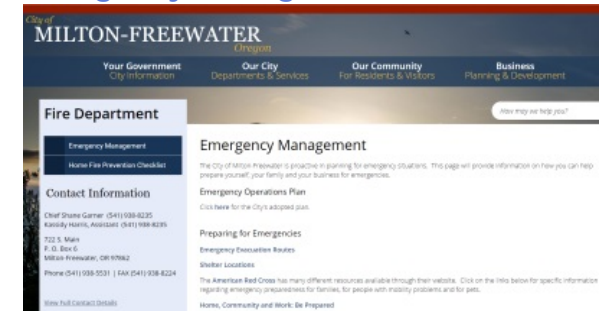 City of
MILTON-FREEWATER
Oregon
Your Government
City Information
Our City
Departments & Services
Our Community
For Residents & Visitors
Business
Planning & Development
How may we help you?
Fire Department
Emergency Management
Home Fire Prevention Checklist
Contact Information
Chief Shane Garner (541) 938-8235
Kassidy Harris, Assistant (541) 938-8235
722 S. Main
P. O. Box 6
Milton-Freewater, OR 97862
Phone (541) 938-5531 | FAX (541) 938-8224
View Full Contact Details
Emergency Management
The City of Milton Freewater is proactive in planning for emergency situations. This page will provide information on how you can help
prepare yourself, your family and your business for emergencies.
Emergency Operations Plan
Click here for the City's adopted plan.
Preparing for Emergencies
Emergency Evacuation Routes
Shelter Locations
The American Red Cross has many different resources available through their website. Click on the links below for specific information
regarding emergency preparedness for families, for people with mobility problems and for pets.
Home, Community and Work: Be Prepared